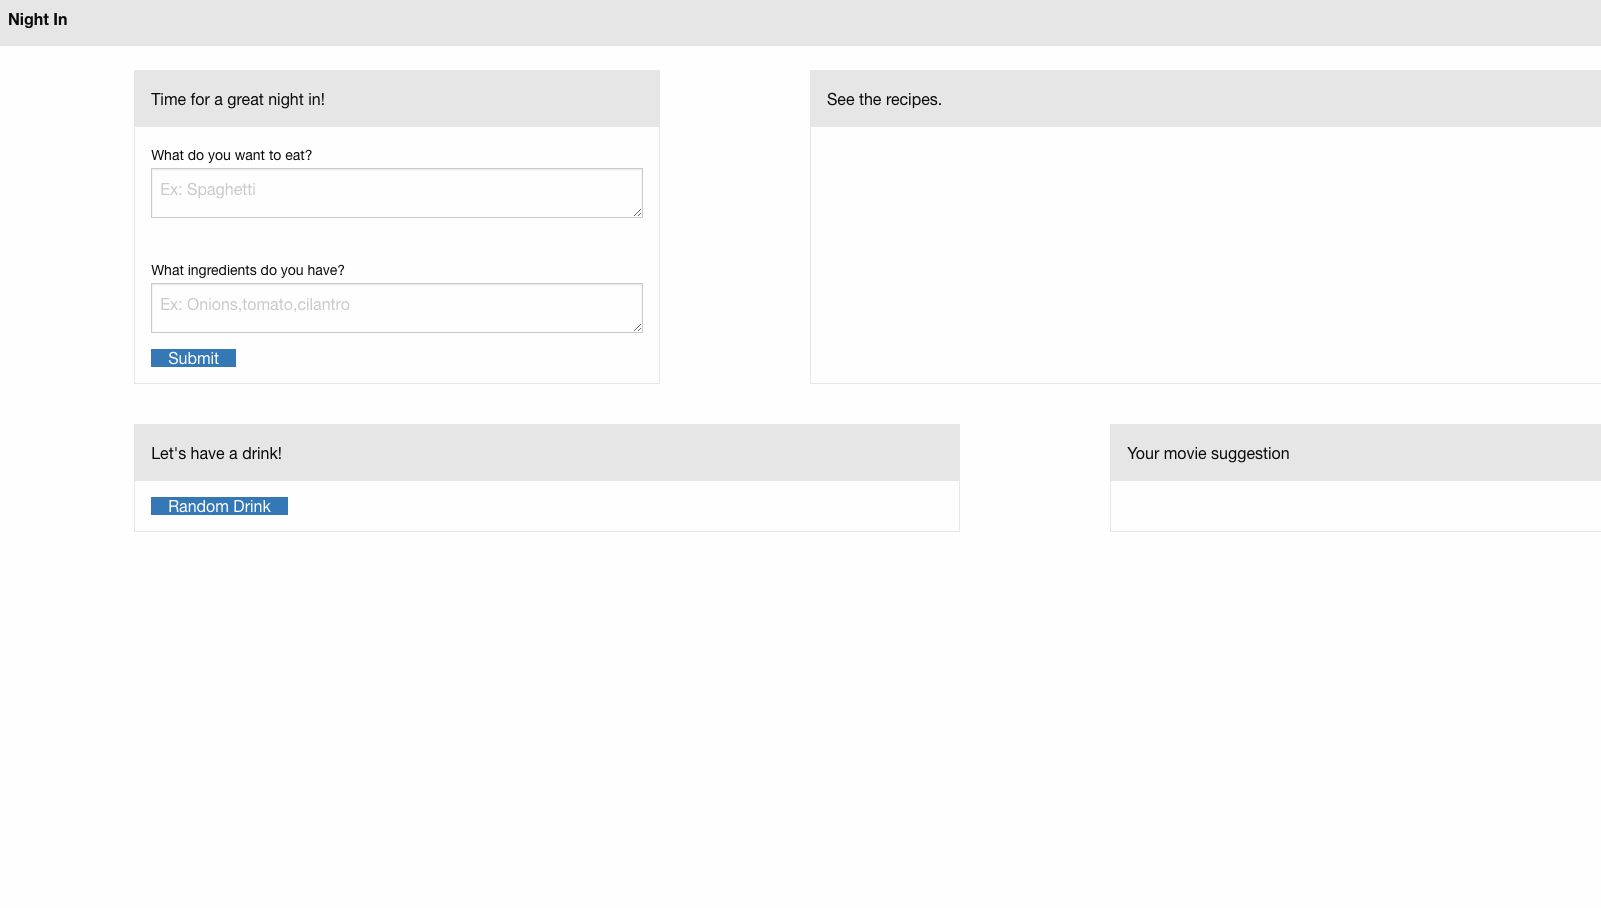 Night In
Time for a great night in!
See the recipes.
What do you want to eat?
Ex: Spaghetti
What ingredients do you have?
Ex: Onions,tomato,cilantro
Submit
Let's have a drink!
Your movie suggestion
Random Drink